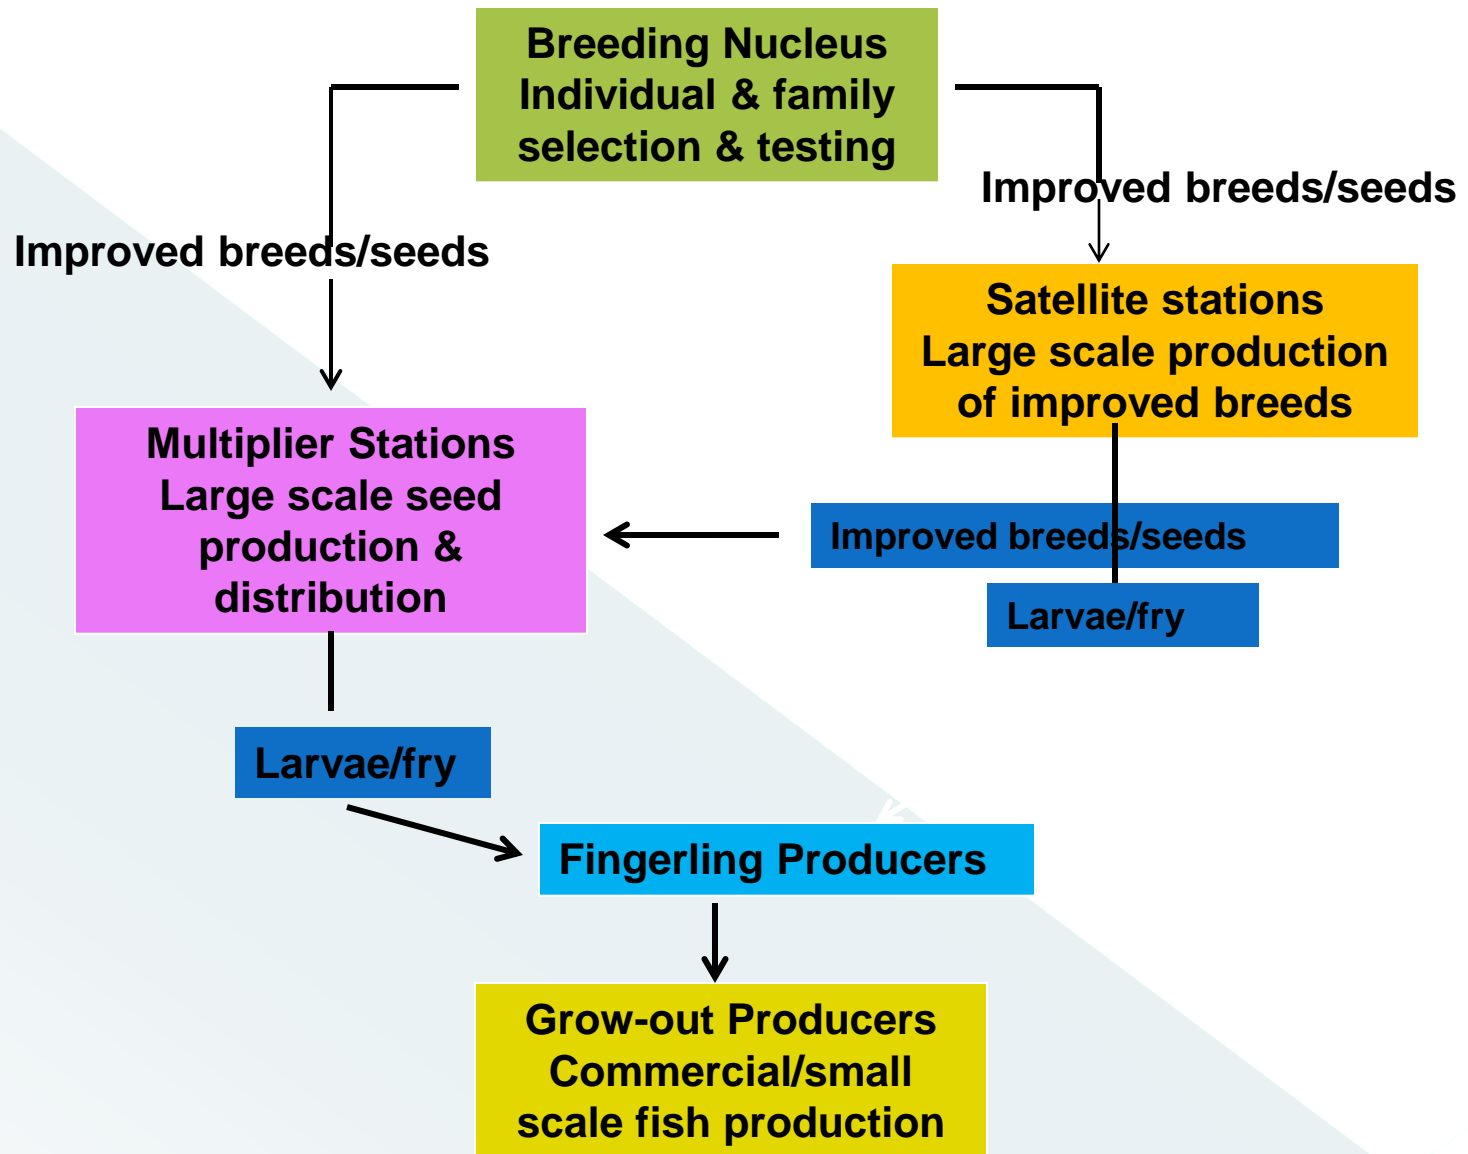 Breeding Nucleus
Individual & family
selection & testing
Improved breeds/seeds
Improved breeds/seeds
Satellite stations
Large scale production
of improved breeds
Multiplier Stations
Large scale seed
production &
distribution
Improved breeds/seeds
Larvae/fry
Larvae/fry
Fingerling Producers
Grow-out Producers
Commercial/small
scale fish production